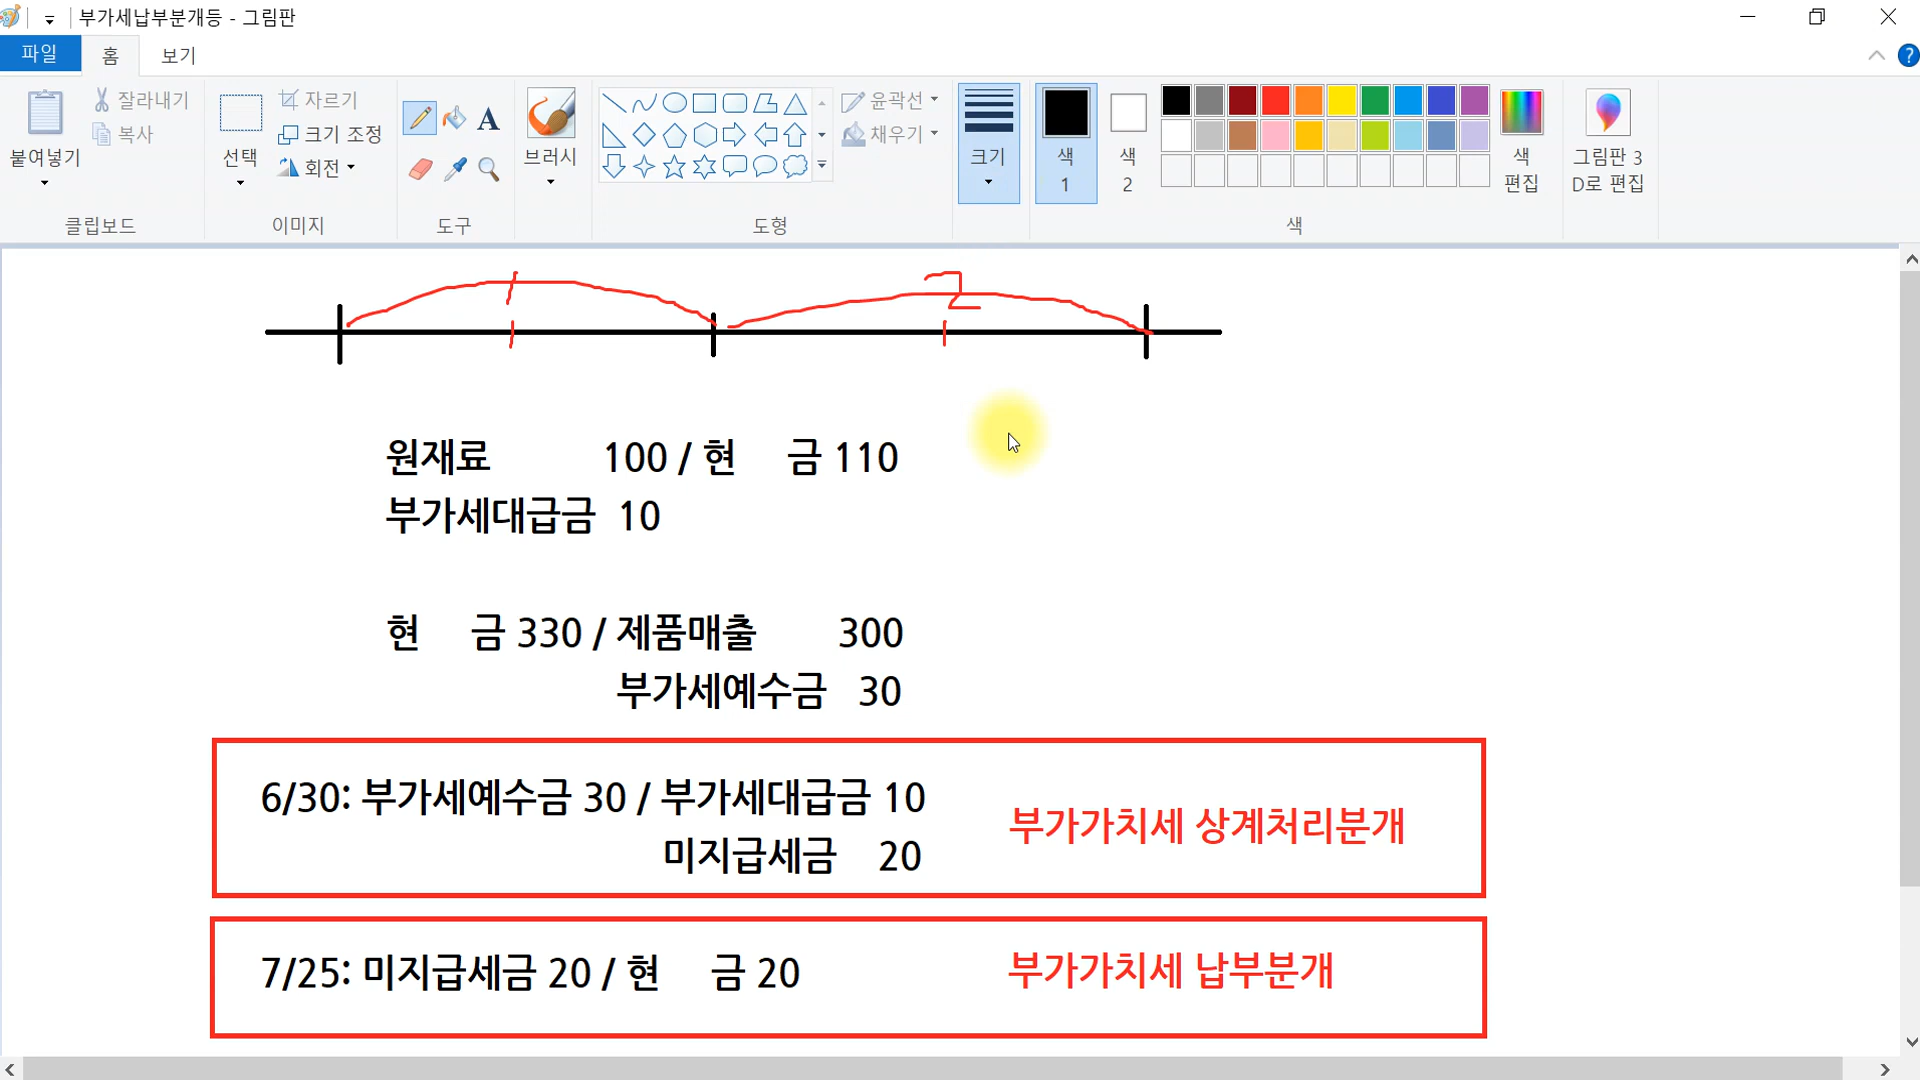 부가세납부분개등 - 그림판
파일 홈 보기
붙여넣기
잘라내기
복사
클립보드
선택
자르기
크기 조정
회전
이미지
A
도구
브러시
윤곽선
채우기
도형
크기
색 1
색 2
색 편집
색
그림판 3D로 편집
?
1 2
원재료 100 / 현 금 110
부가세대급금 10
현 금 330 / 제품매출 300
부가세예수금 30
6/30: 부가세예수금 30 / 부가세대급금 10
미지급세금 20
부가가치세 상계처리분개
7/25: 미지급세금 20 / 현 금 20
부가가치세 납부분개